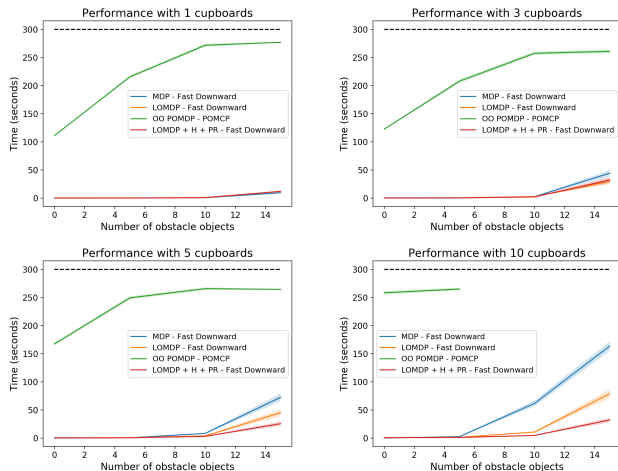 Performance with 1 cupboards
300
250
200
150
100
50
0
Time (seconds)
MDP - Fast Downward
LOMDP - Fast Downward
OO POMDP - POMCP
LOMDP + H + PR - Fast Downward
0 2 4 6 8 10 12 14
Number of obstacle objects
Performance with 3 cupboards
300
250
200
150
100
50
0
Time (seconds)
MDP - Fast Downward
LOMDP - Fast Downward
OO POMDP - POMCP
LOMDP + H + PR - Fast Downward
0 2 4 6 8 10 12 14
Number of obstacle objects
Performance with 5 cupboards
300
250
200
150
100
50
0
Time (seconds)
MDP - Fast Downward
LOMDP - Fast Downward
OO POMDP - POMCP
LOMDP + H + PR - Fast Downward
0 2 4 6 8 10 12 14
Number of obstacle objects
Performance with 10 cupboards
300
250
200
150
100
50
0
Time (seconds)
MDP - Fast Downward
LOMDP - Fast Downward
OO POMDP - POMCP
LOMDP + H + PR - Fast Downward
0 2 4 6 8 10 12 14
Number of obstacle objects